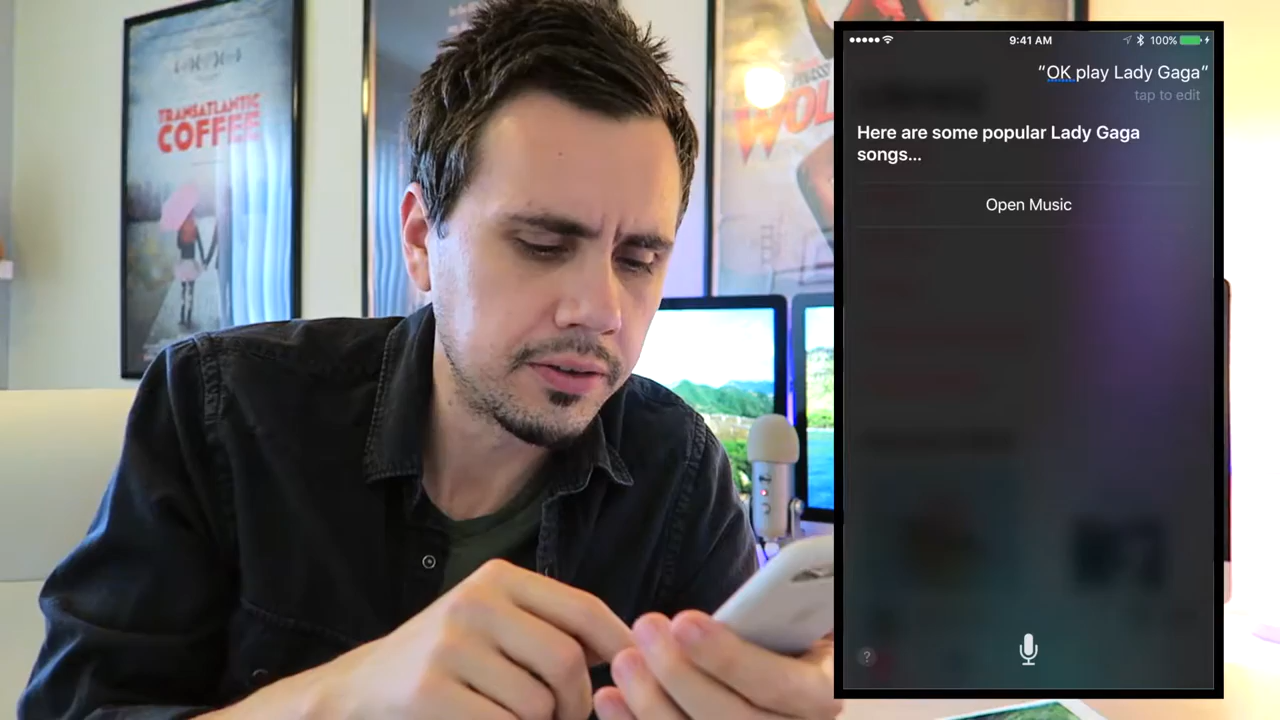 TRANSATLANTIC
COFFEE
WOL
9:41 AM
100%
“OK play Lady Gaga“
tap to edit
Here are some popular Lady Gaga
songs...
Open Music
?